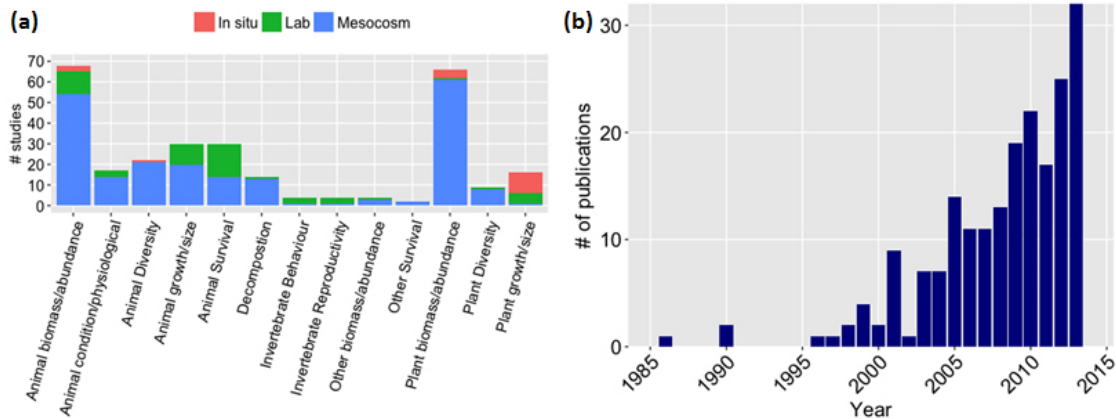 (a)
In situ Lab Mesocosm
# studies
70
60
50
40
30
20
10
0
Animal biomass/abundance
Animal condition/physiological
Animal Diversity
Animal growth/size
Animal Survival
Decompostion
Invertebrate Behaviour
Invertebrate Reproductivity
Other biomass/abundance
Other Survival
Plant biomass/abundance
Plant Diversity
Plant growth/size
(b)
# of publications
30
20
10
0
1985
1990
1995
2000
2005
2010
2015
Year